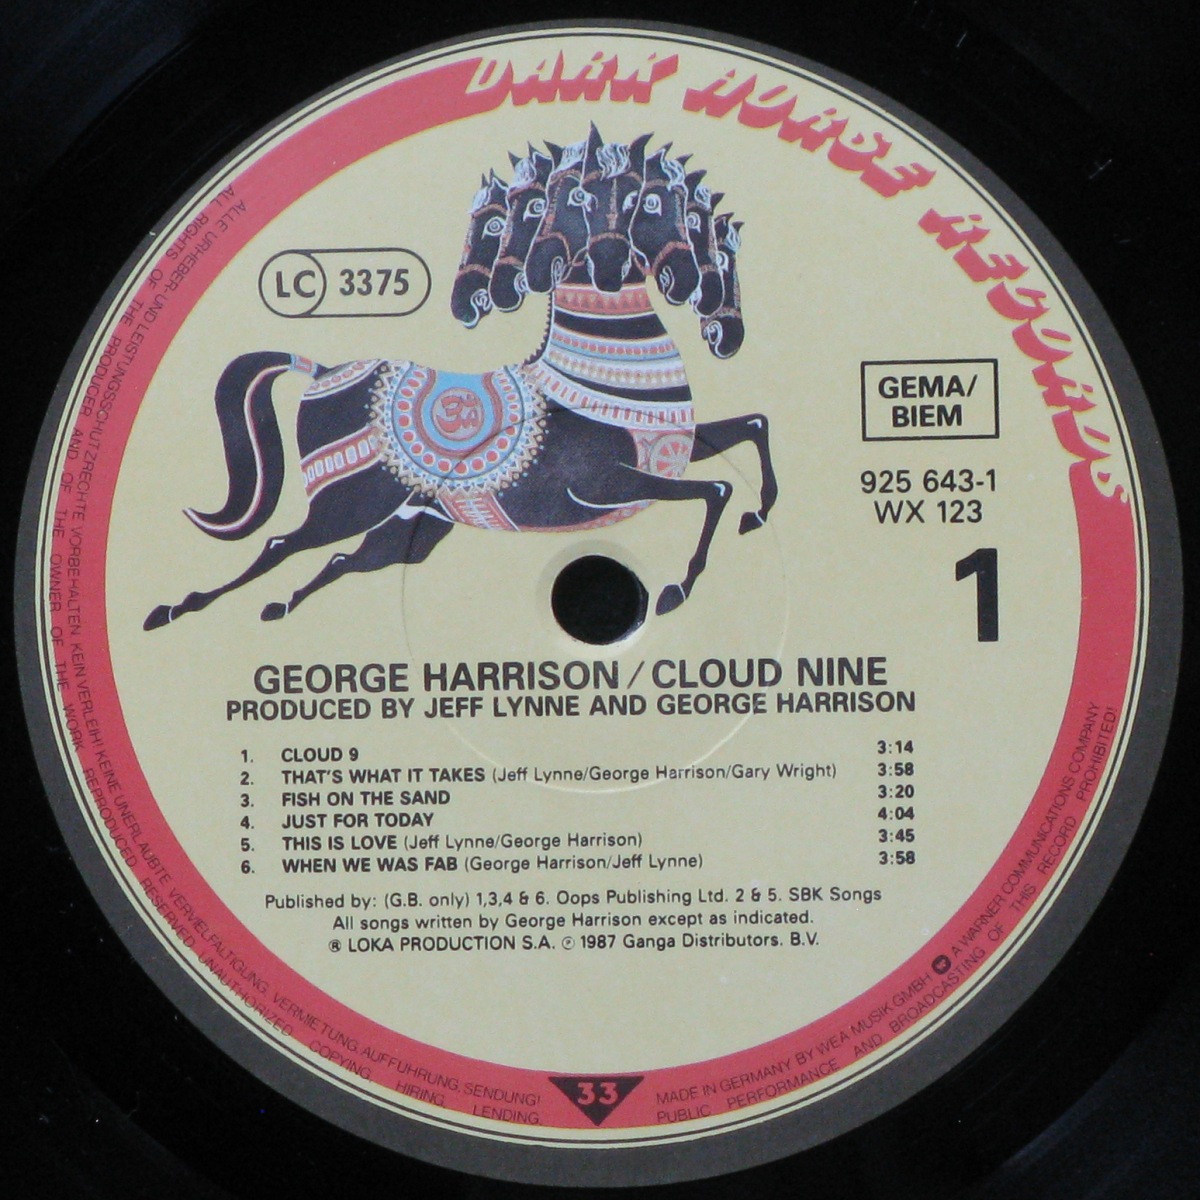 DARK HORSE RECORDS
LC 3375
GEMA/
BIEM
925 643-1
WX 123
1
GEORGE HARRISON / CLOUD NINE
PRODUCED BY JEFF LYNNE AND GEORGE HARRISON
1. CLOUD 9 3:14
2. THAT'S WHAT IT TAKES (Jeff Lynne/George Harrison/Gary Wright) 3:58
3. FISH ON THE SAND 3:20
4. JUST FOR TODAY 4:04
5. THIS IS LOVE (Jeff Lynne/George Harrison) 3:45
6. WHEN WE WAS FAB (George Harrison/Jeff Lynne) 3:58
Published by: (G.B. only) 1,3,4 & 6. Oops Publishing Ltd. 2 & 5. SBK Songs
All songs written by George Harrison except as indicated.
® LOKA PRODUCTION S.A. ℗ 1987 Ganga Distributors. B.V.
33
ALLE URHEBER- UND LEISTUNGSSCHUTZRECHTE VORBEHALTEN KEIN VERLEIH! KEINE UNERLAUBTE VERVIELFÄLTIGUNG, VERMIETUNG, AUFFÜHRUNG, SENDUNG!
ALL RIGHTS OF THE PRODUCER AND OF THE OWNER OF THE WORK REPRODUCED RESERVED UNAUTHORIZED COPYING, HIRING, LENDING,
MADE IN GERMANY BY WEA MUSIK GMBH A WARNER COMMUNICATIONS COMPANY
PUBLIC PERFORMANCE AND BROADCASTING OF THIS RECORD PROHIBITED!